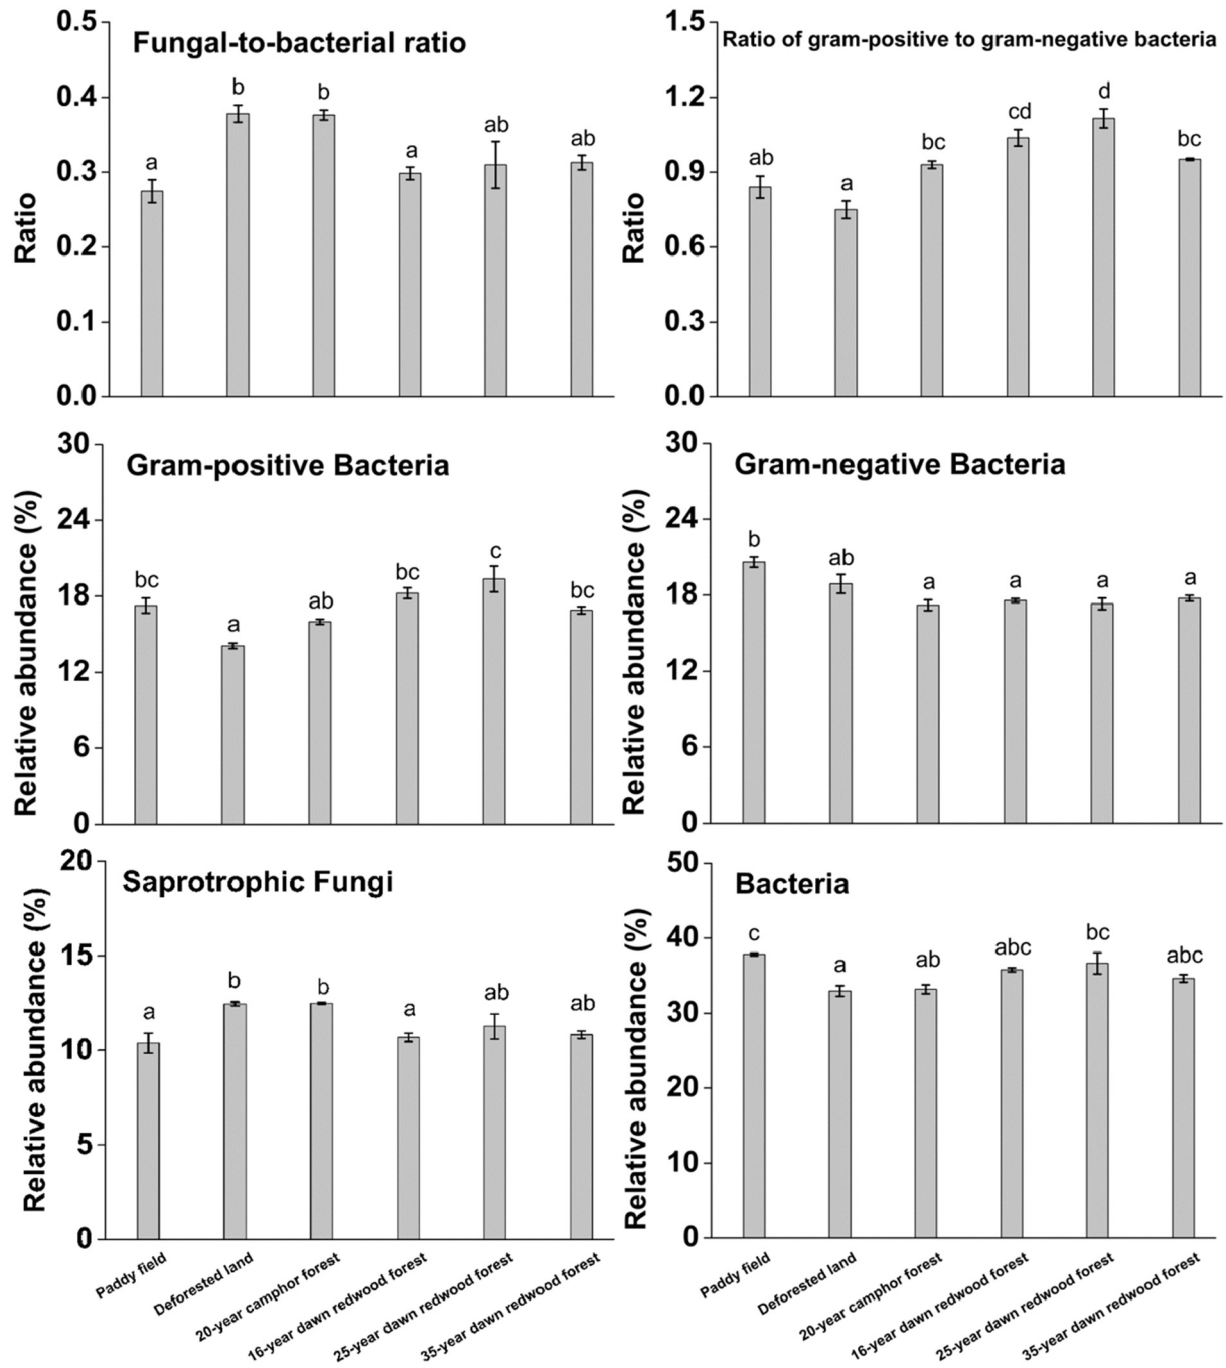 Fungal-to-bacterial ratio
Ratio
0.5
0.4
0.3
0.2
0.1
0.0
a
b
b
a
ab
ab
Ratio of gram-positive to gram-negative bacteria
Ratio
1.5
1.2
0.9
0.6
0.3
0.0
ab
a
bc
cd
d
bc
Gram-positive Bacteria
Relative abundance (%)
30
24
18
12
6
0
bc
a
ab
bc
c
bc
Gram-negative Bacteria
Relative abundance (%)
30
24
18
12
6
0
b
ab
a
a
a
a
Saprotrophic Fungi
Relative abundance (%)
20
15
10
5
0
a
b
b
a
ab
ab
Paddy field
Deforested land
20-year camphor forest
16-year dawn redwood forest
25-year dawn redwood forest
35-year dawn redwood forest
Bacteria
Relative abundance (%)
50
40
30
20
10
0
c
a
ab
abc
bc
abc
Paddy field
Deforested land
20-year camphor forest
16-year dawn redwood forest
25-year dawn redwood forest
35-year dawn redwood forest